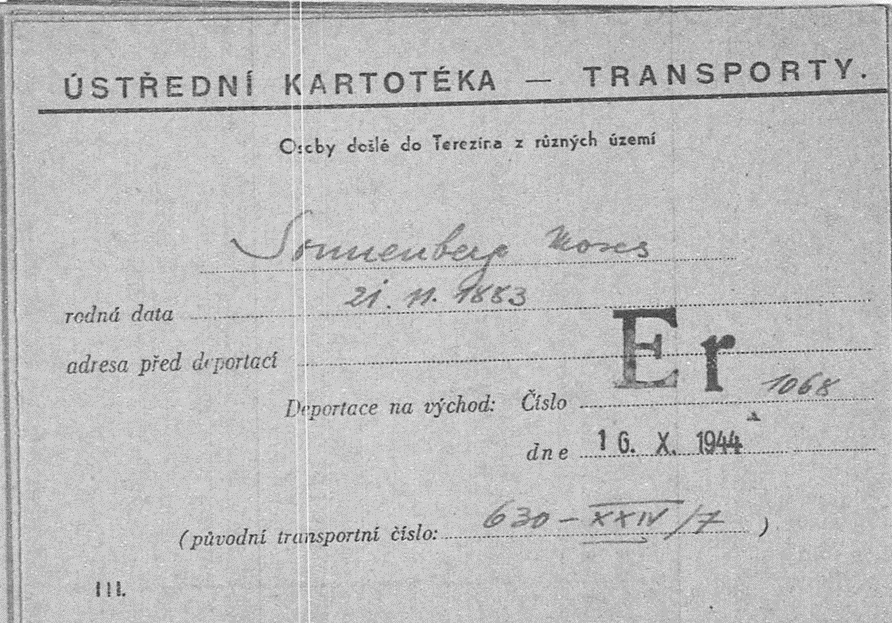 ÚSTŘEDNÍ KARTOTÉKA — TRANSPORTY.
Osoby došlé do Terezína z různých území
Sonnenberg Moses
rodná data 21. 11. 1883
adresa před deportací
Er
Deportace na východ: Číslo 1068
dne 16. X. 1944
(původní transportní číslo: 630 - XXIV/7 )
III.